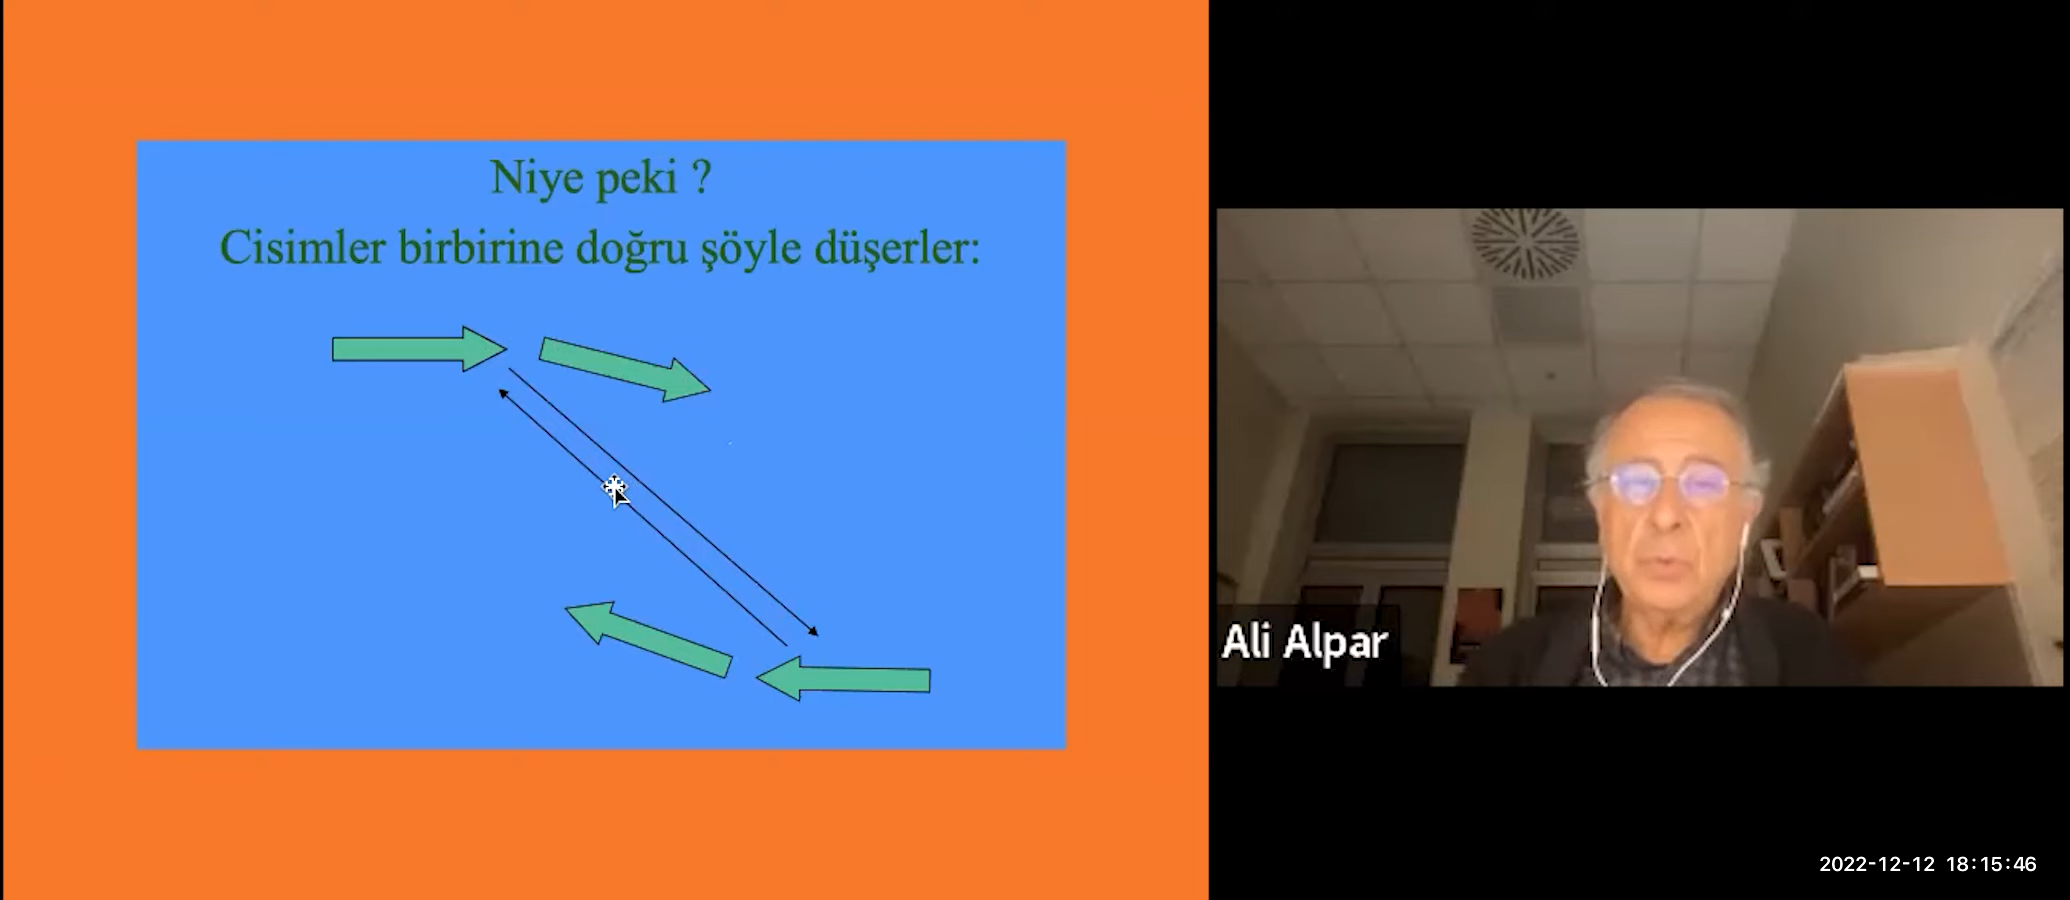 Niye peki ?
Cisimler birbirine doğru şöyle düşerler:
Ali Alpar
2022-12-12 18:15:46